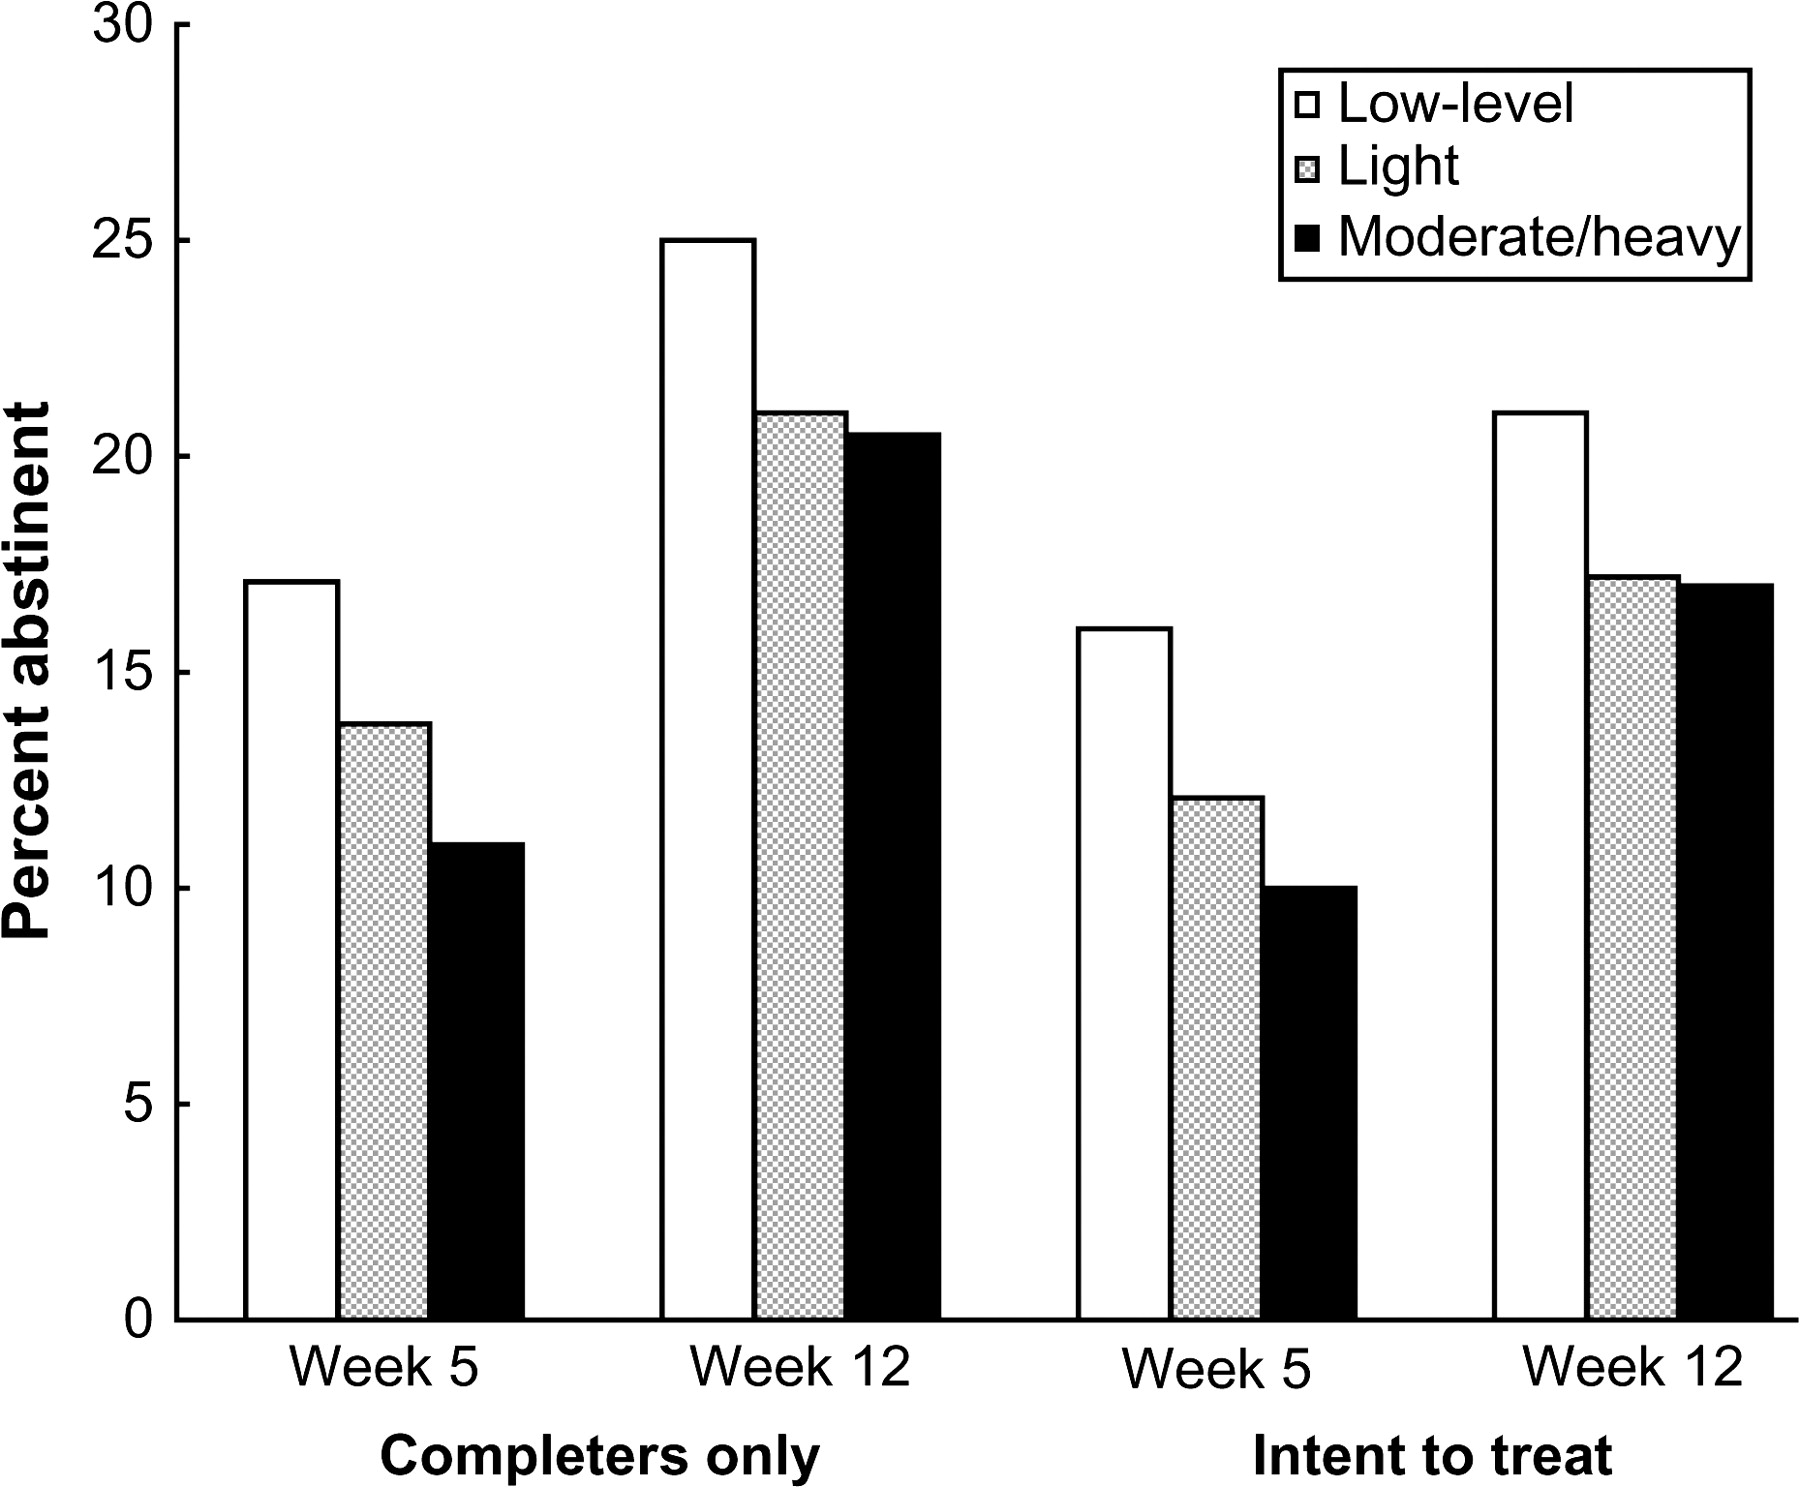 30
25
20
15
10
5
0
Percent abstinent
Low-level
Light
Moderate/heavy
Week 5
Week 12
Week 5
Week 12
Completers only
Intent to treat